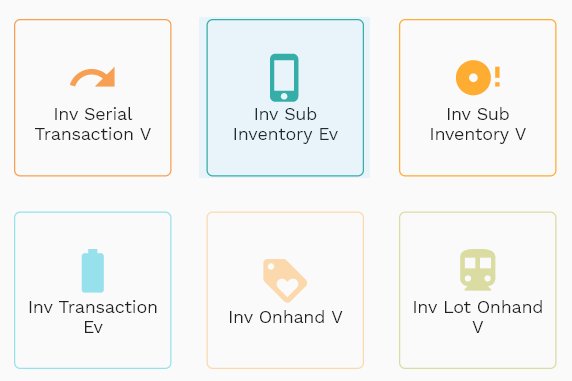 Inv Serial
Transaction V
Inv Sub
Inventory Ev
Inv Sub
Inventory V
Inv Transaction
Ev
Inv Onhand V
Inv Lot Onhand
V